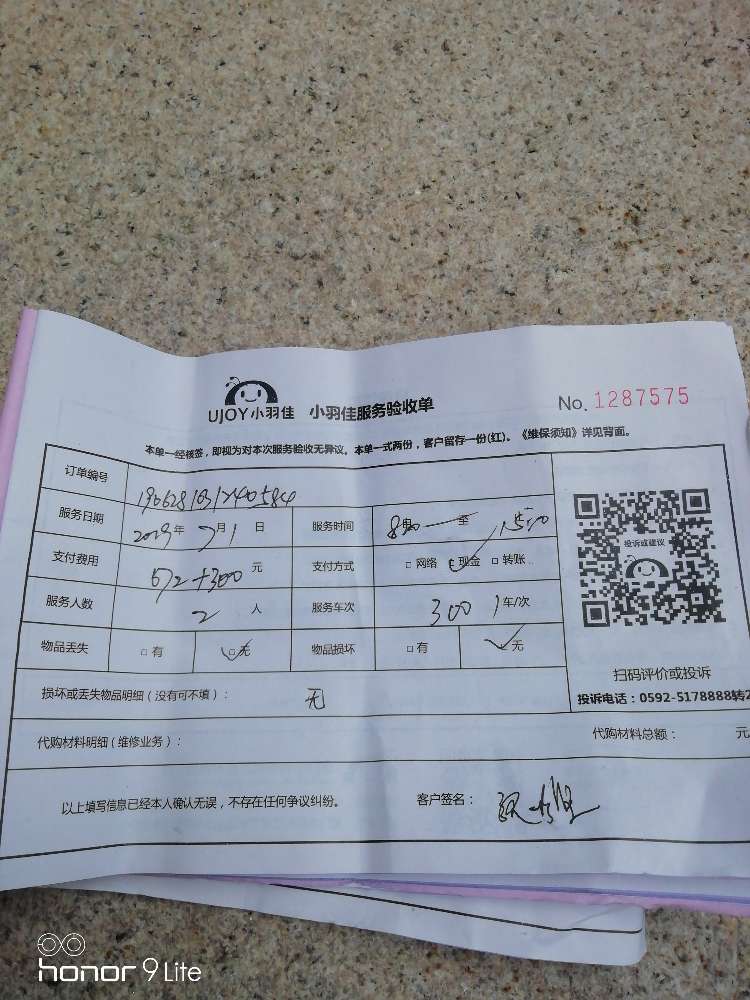 UJOY小羽佳 小羽佳服务验收单 No. 1287575
本单一经核签，即视为对本次服务验收无异议。本单一式两份，客户留存一份(红)。《维保须知》详见背面。
订单编号
服务日期 2019年 7月 1 日 服务时间 至
支付费用 672+300 元 支付方式 □ 网络 □ 现金 □ 转账
服务人数 2 人 服务车次 300 1 车/次
物品丢失 □ 有 □ 无 物品损坏 □ 有 无
损坏或丢失物品明细（没有可不填）： 无
代购材料明细（维修业务）： 代购材料总额： 元
以上填写信息已经本人确认无误，不存在任何争议纠纷。 客户签名：
投诉或建议
扫码评价或投诉
投诉电话：0592-5178888转2
honor 9 Lite